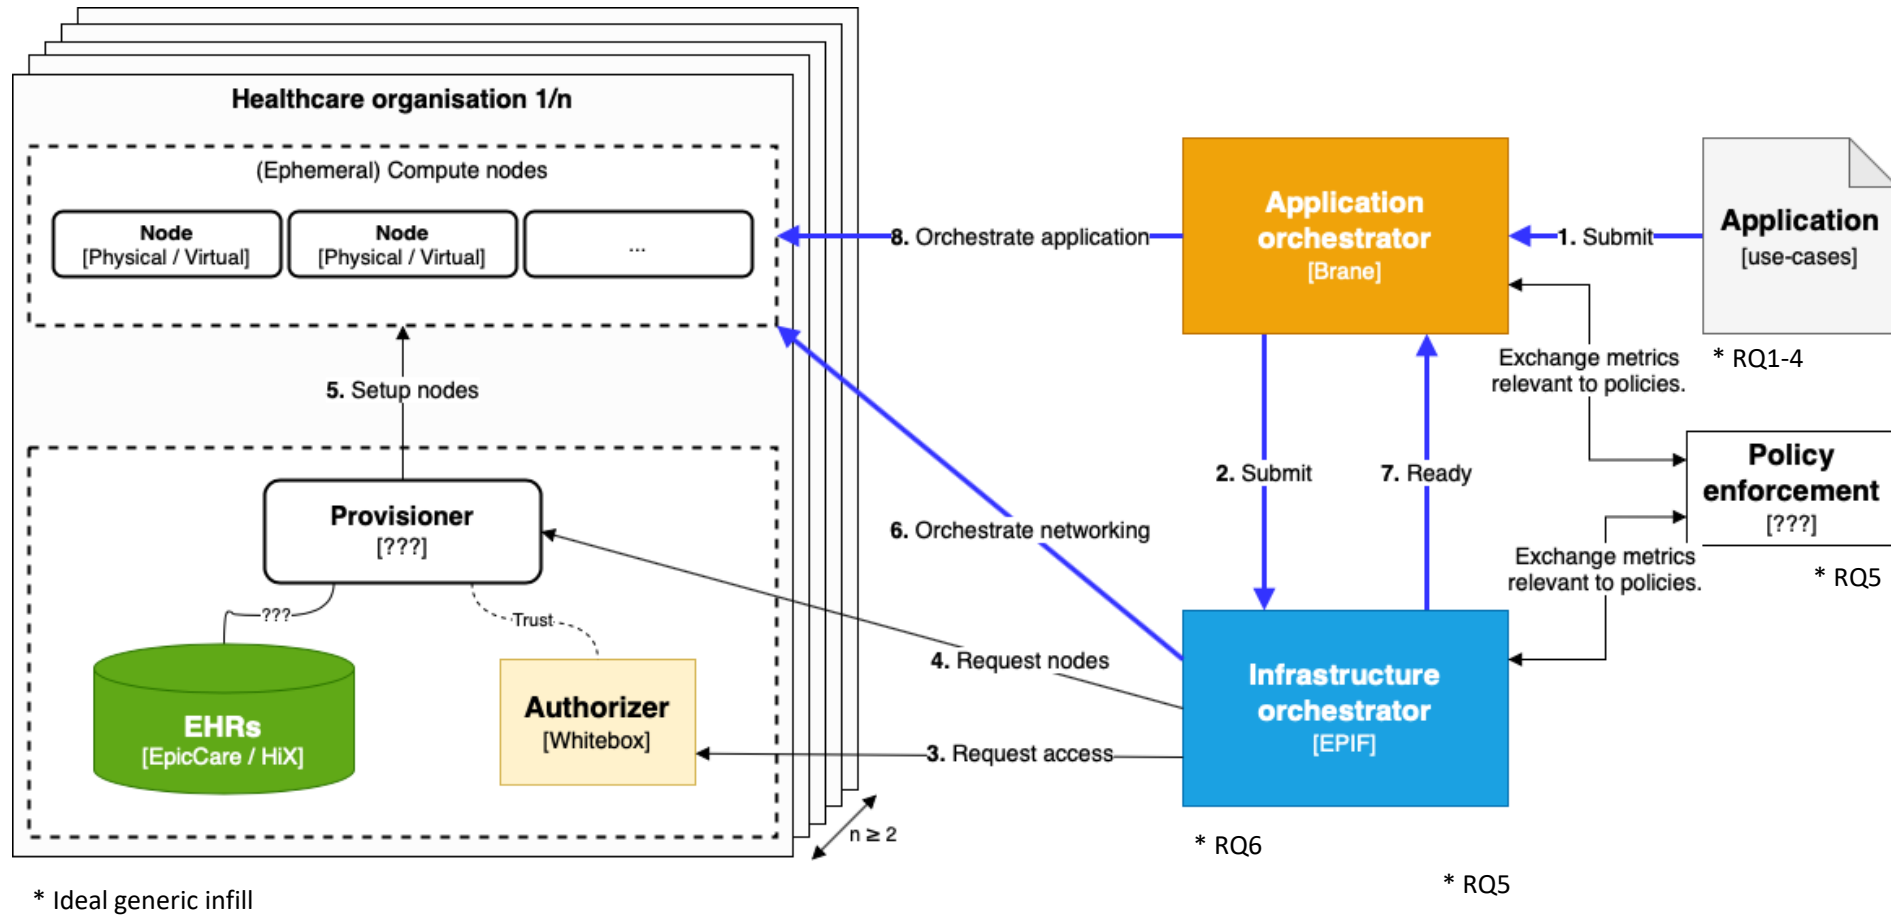 Healthcare organisation 1/n
(Ephemeral) Compute nodes
Node
[Physical / Virtual]
Node
[Physical / Virtual]
...
5. Setup nodes
Provisioner
[???]
???
Trust
EHRs
[EpicCare / HiX]
Authorizer
[Whitebox]
n ≥ 2
* Ideal generic infill
8. Orchestrate application
6. Orchestrate networking
4. Request nodes
3. Request access
Application
orchestrator
[Brane]
1. Submit
Application
[use-cases]
* RQ1-4
Exchange metrics
relevant to policies.
2. Submit
7. Ready
Policy
enforcement
[???]
* RQ5
Exchange metrics
relevant to policies.
Infrastructure
orchestrator
[EPIF]
* RQ6
* RQ5